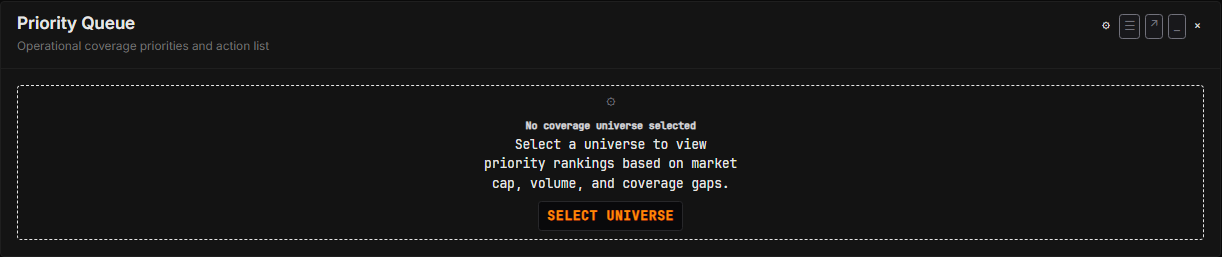 Priority Queue
Operational coverage priorities and action list
No coverage universe selected
Select a universe to view
priority rankings based on market
cap, volume, and coverage gaps.
SELECT UNIVERSE